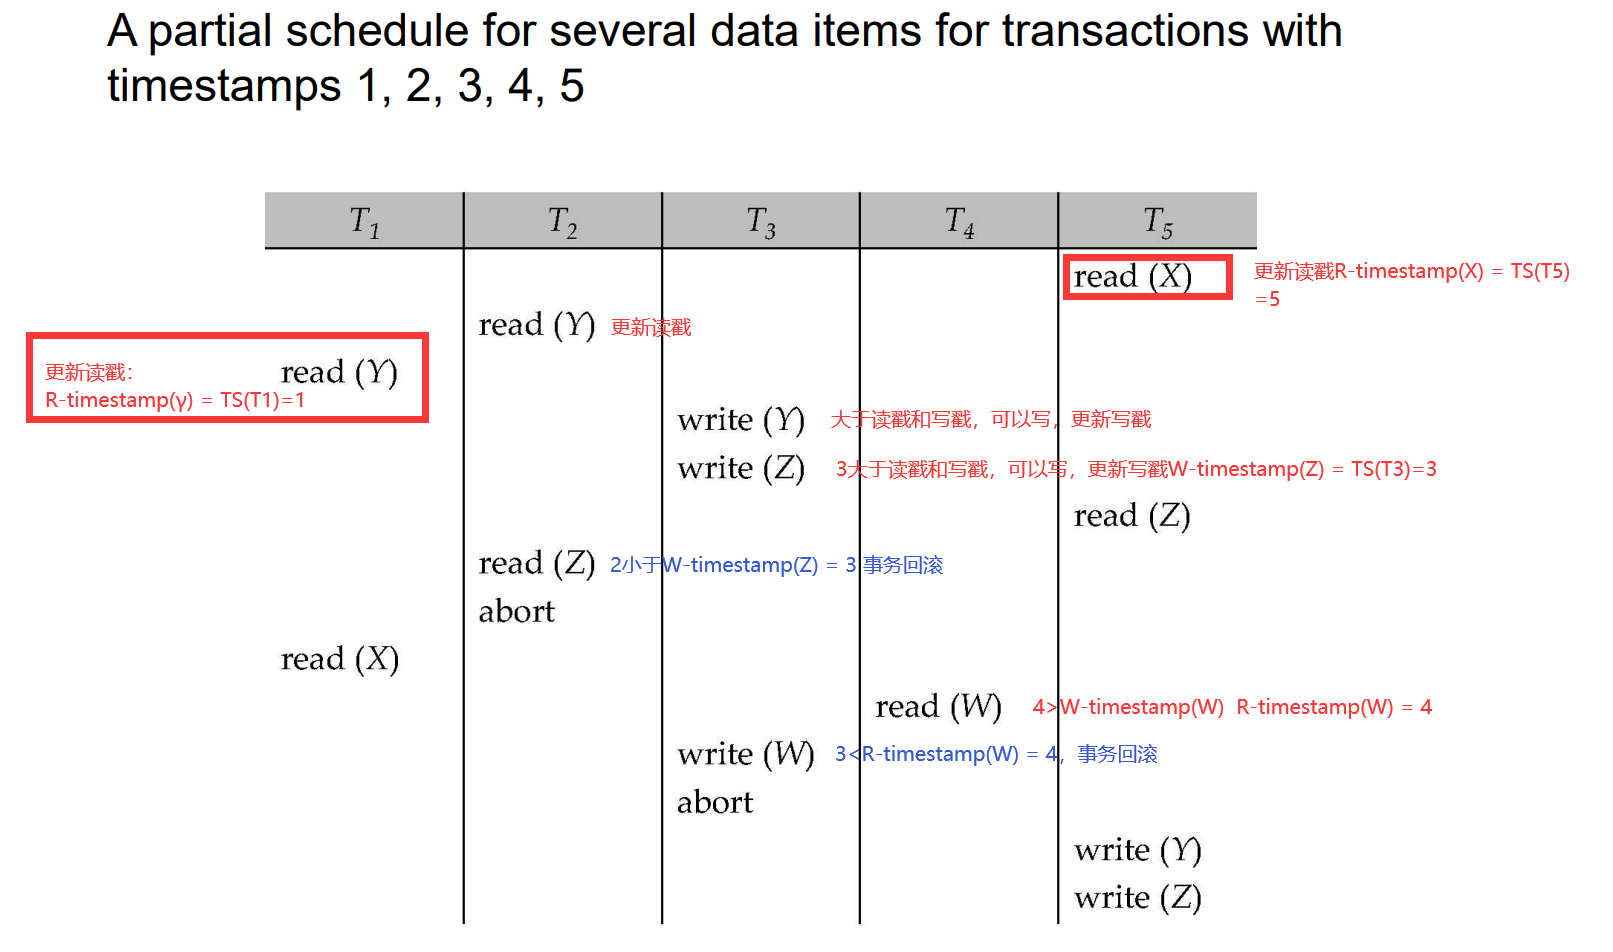 A partial schedule for several data items for transactions with
timestamps 1, 2, 3, 4, 5
T1 T2 T3 T4 T5
read (X) 更新读戳R-timestamp(X) = TS(T5)
=5
read (Y) 更新读戳
更新读戳: read (Y)
R-timestamp(γ) = TS(T1)=1
write (Y) 大于读戳和写戳，可以写，更新写戳
write (Z) 3大于读戳和写戳，可以写，更新写戳W-timestamp(Z) = TS(T3)=3
read (Z)
read (Z) 2小于W-timestamp(Z) = 3 事务回滚
abort
read (X)
read (W) 4>W-timestamp(W) R-timestamp(W) = 4
write (W) 3<R-timestamp(W) = 4，事务回滚
abort
write (Y)
write (Z)